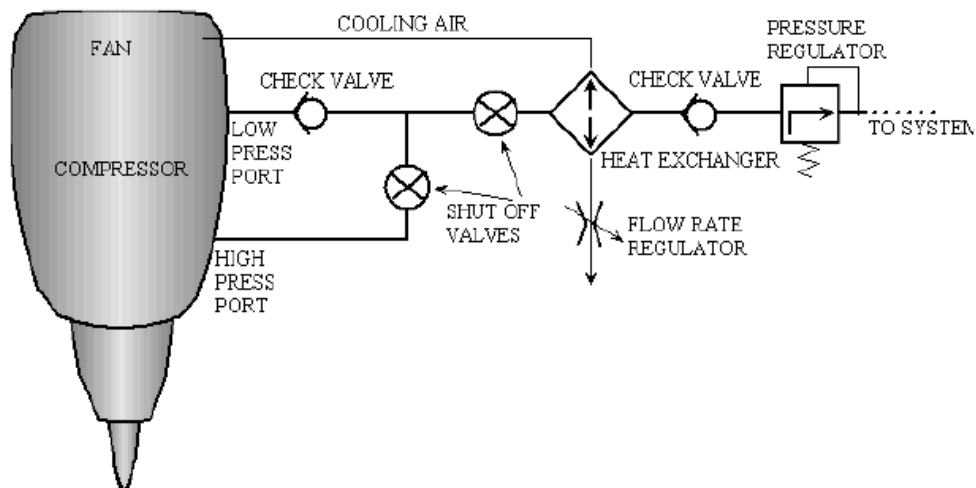 FAN
COOLING AIR
PRESSURE
REGULATOR
CHECK VALVE
CHECK VALVE
LOW
PRESS
PORT
TO SYSTEM
COMPRESSOR
HEAT EXCHANGER
SHUT OFF
VALVES
FLOW RATE
REGULATOR
HIGH
PRESS
PORT